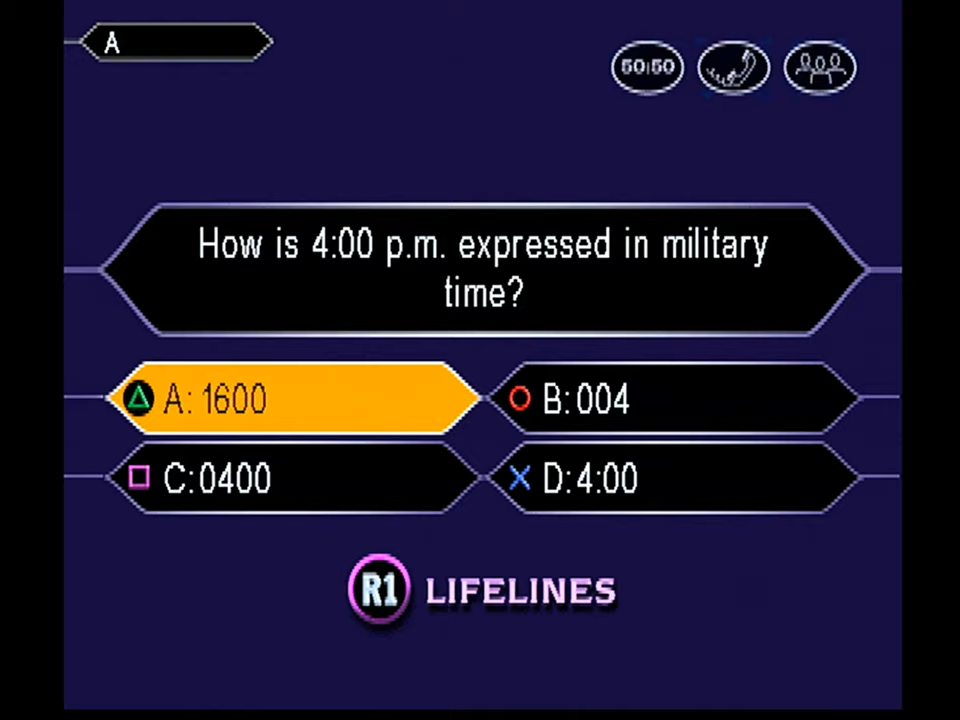 A
50:50
How is 4:00 p.m. expressed in military
time?
A: 1600
B: 004
C: 0400
D: 4:00
R1 LIFELINES